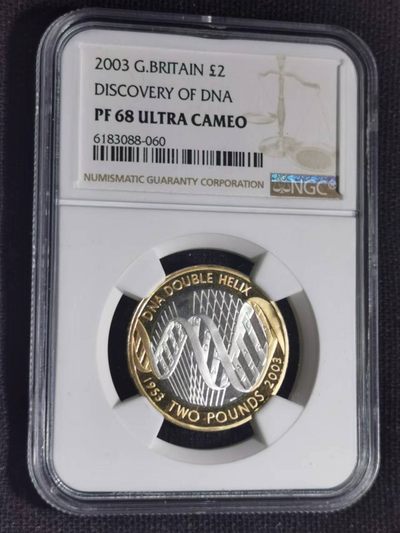 2003 G.BRITAIN £2
DISCOVERY OF DNA
PF 68 ULTRA CAMEO
6183088-060
NUMISMATIC GUARANTY CORPORATION
NGC
DNA DOUBLE HELIX
1953 TWO POUNDS 2003